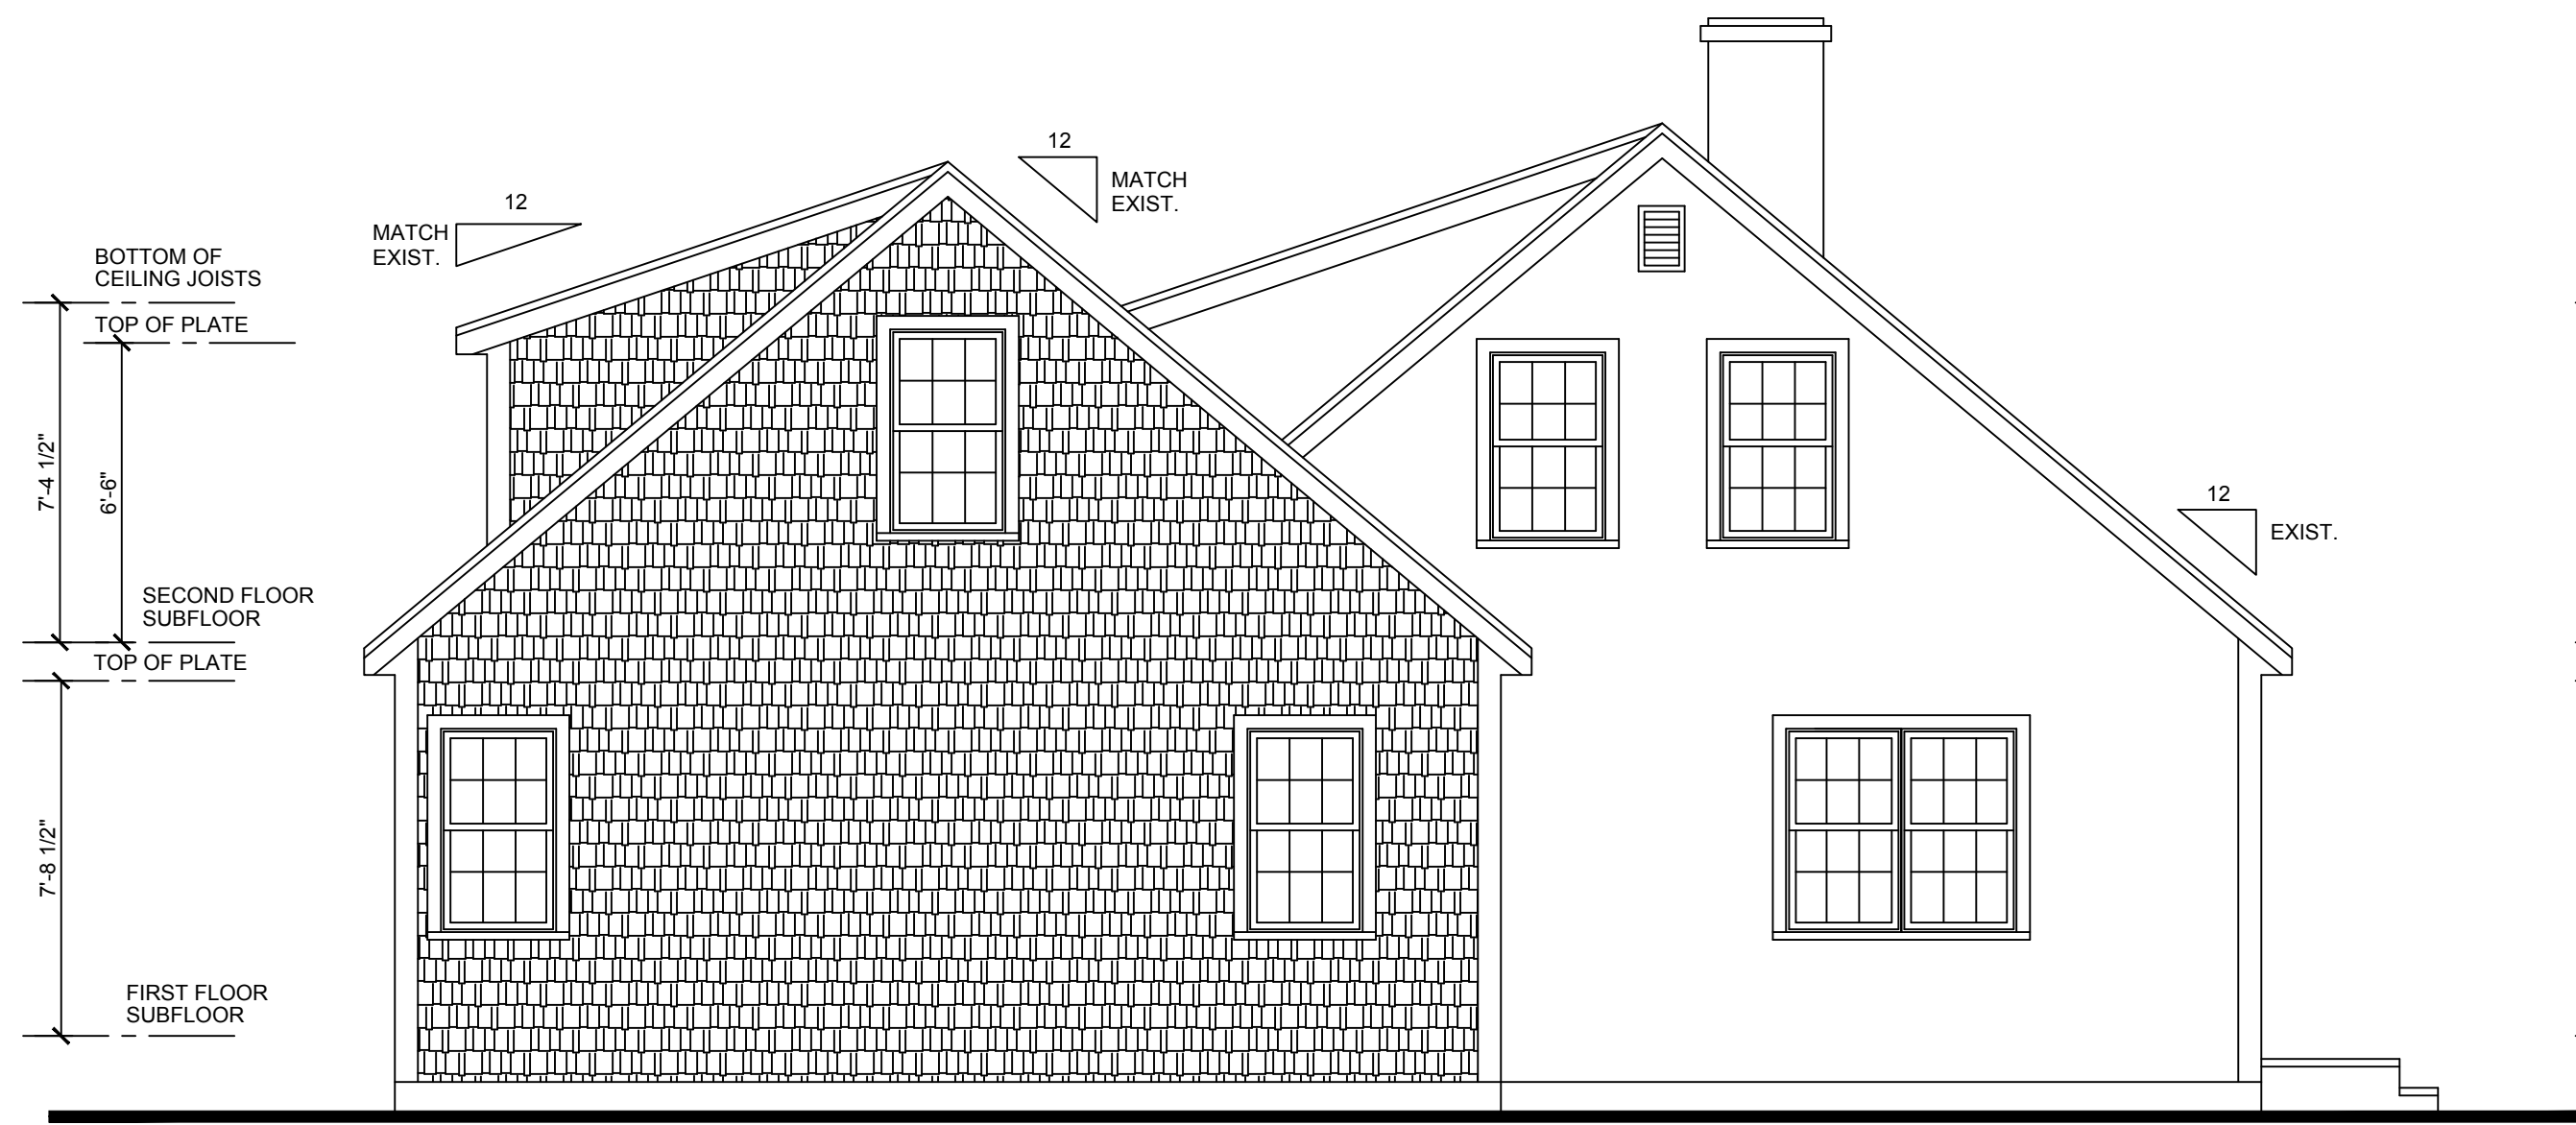 12
MATCH
EXIST.
12
MATCH
EXIST.
BOTTOM OF
CEILING JOISTS
TOP OF PLATE
7'-4 1/2"
6'-6"
12
EXIST.
SECOND FLOOR
SUBFLOOR
TOP OF PLATE
7'-8 1/2"
FIRST FLOOR
SUBFLOOR